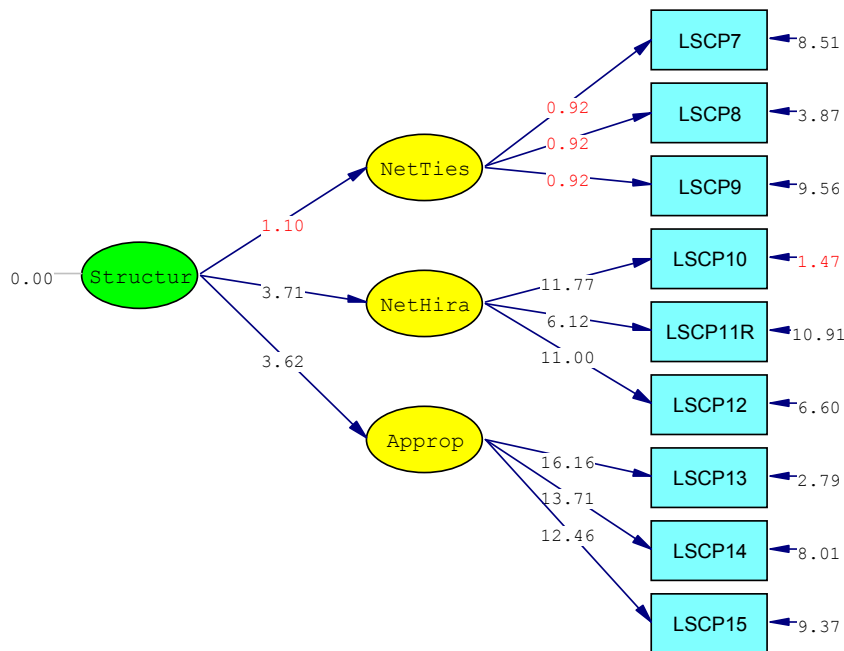 LSCP7
8.51
0.92
LSCP8
3.87
0.92
NetTies
0.92
LSCP9
9.56
1.10
LSCP10
1.47
0.00
Structur
3.71
11.77
NetHira
6.12
LSCP11R
10.91
11.00
3.62
LSCP12
6.60
Approp
16.16
LSCP13
2.79
13.71
12.46
LSCP14
8.01
LSCP15
9.37